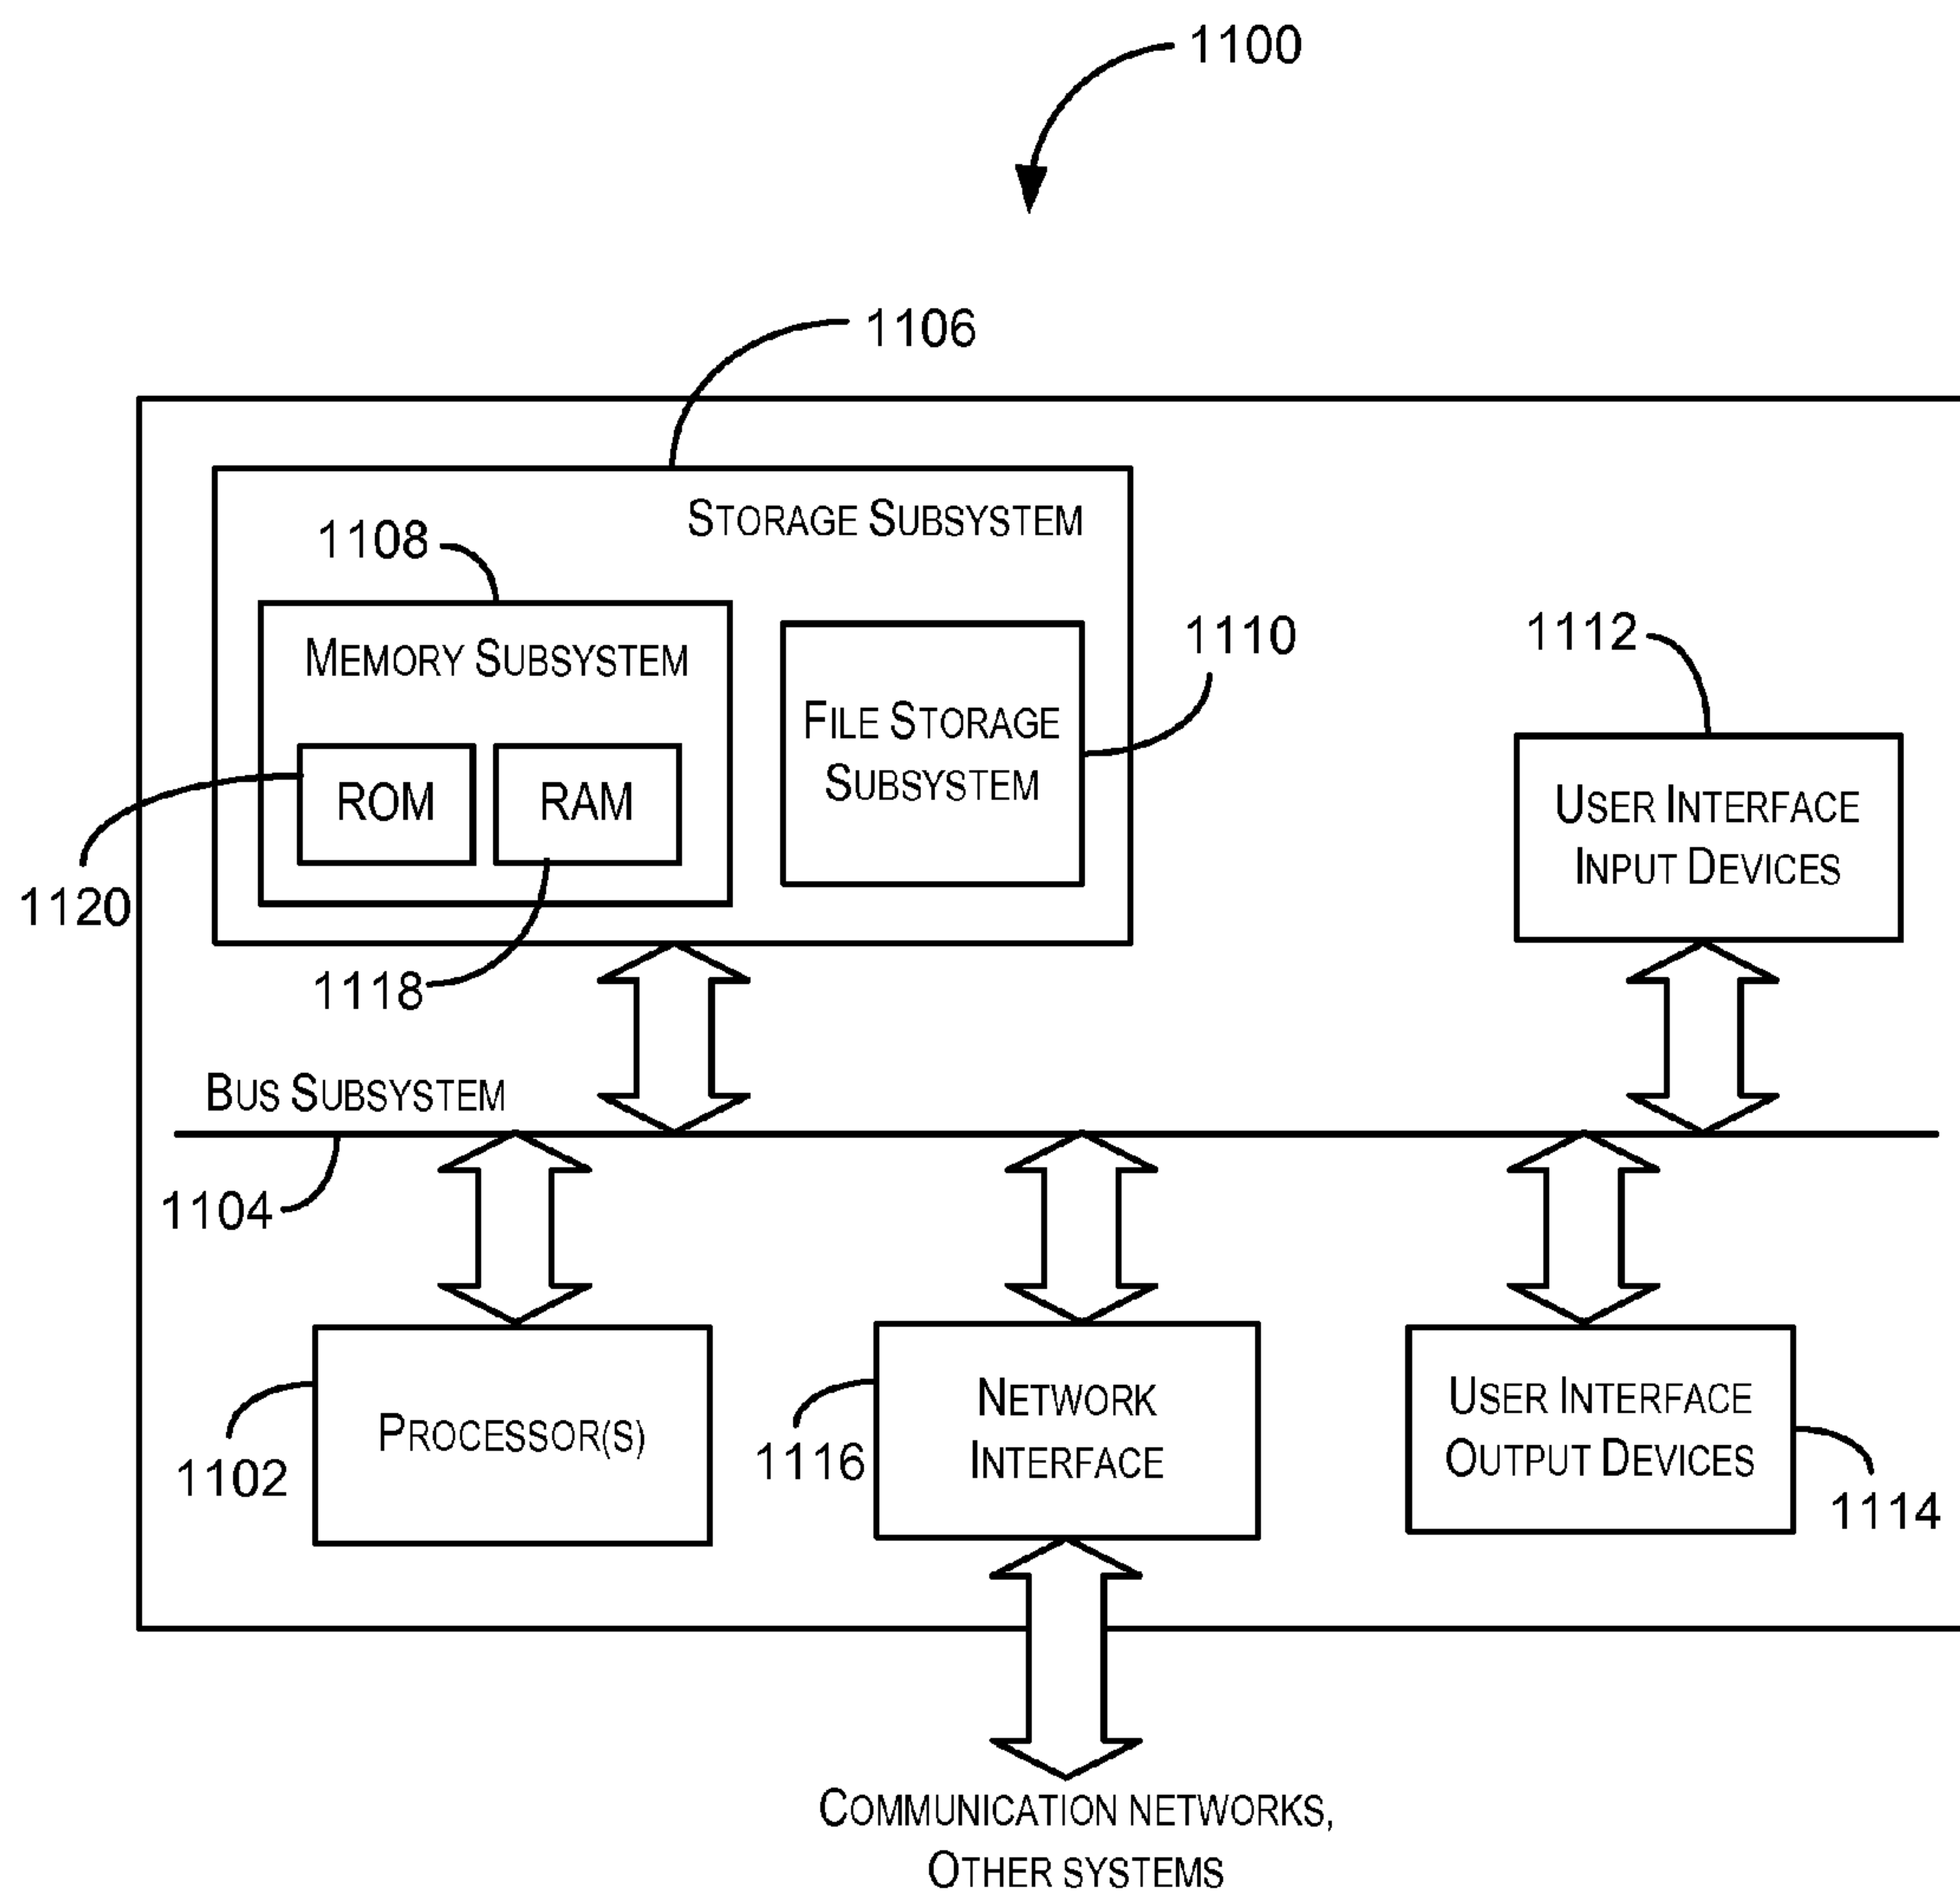 1100
1106
STORAGE SUBSYSTEM
1108
MEMORY SUBSYSTEM
1110
1112
FILE STORAGE
SUBSYSTEM
ROM
RAM
USER INTERFACE
INPUT DEVICES
1120
1118
BUS SUBSYSTEM
1104
PROCESSOR(S)
1102
NETWORK
INTERFACE
1116
USER INTERFACE
OUTPUT DEVICES
1114
COMMUNICATION NETWORKS,
OTHER SYSTEMS